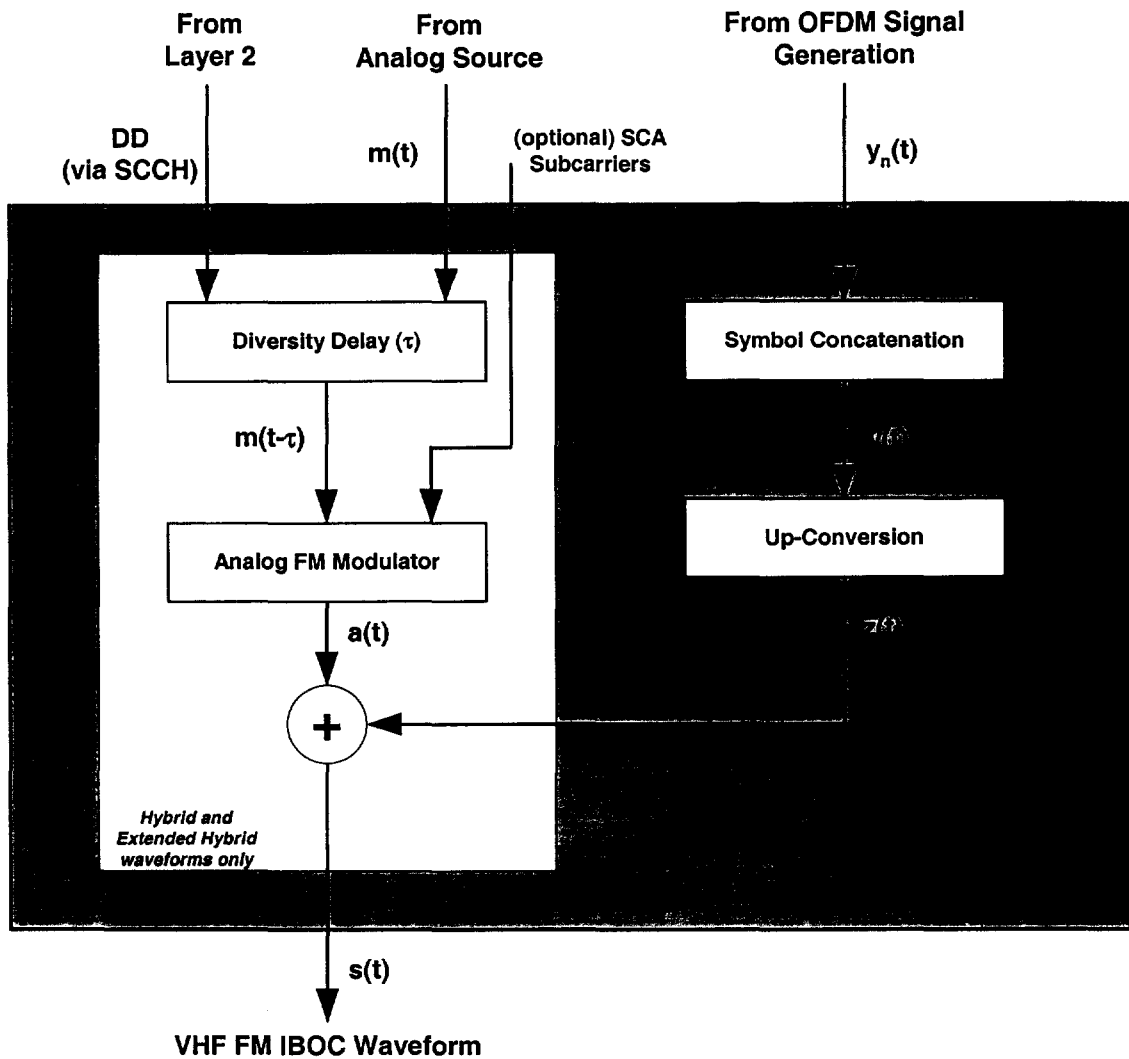 From
Layer 2
From
Analog Source
From OFDM Signal
Generation
DD
(via SCCH)
m(t)
(optional) SCA
Subcarriers
yₙ(t)
Diversity Delay (τ)
Symbol Concatenation
m(t-τ)
Analog FM Modulator
Up-Conversion
a(t)
+
Hybrid and
Extended Hybrid
waveforms only
s(t)
VHF FM IBOC Waveform